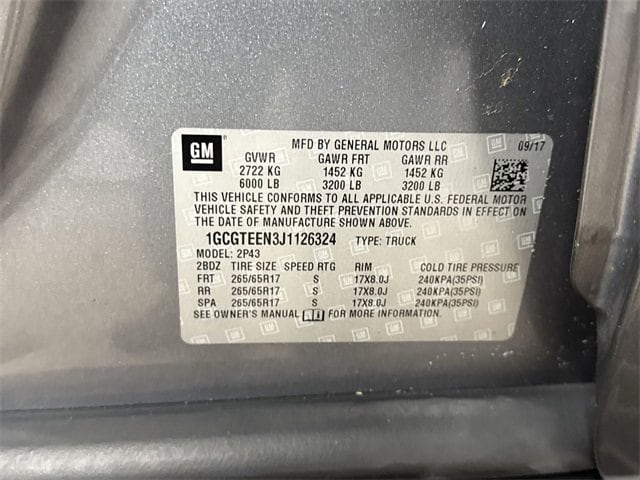 GM
MFD BY GENERAL MOTORS LLC 09/17
GVWR GAWR FRT GAWR RR
2722 KG 1452 KG 1452 KG
6000 LB 3200 LB 3200 LB
THIS VEHICLE CONFORMS TO ALL APPLICABLE U.S. FEDERAL MOTOR
VEHICLE SAFETY AND THEFT PREVENTION STANDARDS IN EFFECT ON
THE DATE OF MANUFACTURE SHOWN ABOVE.
1GCGTEEN3J1126324 TYPE: TRUCK
MODEL: 2P43
2BDZ TIRE SIZE SPEED RTG RIM COLD TIRE PRESSURE
FRT 265/65R17 S 17X8.0J 240KPA(35PSI)
RR 265/65R17 S 17X8.0J 240KPA(35PSI)
SPA 265/65R17 S 17X8.0J 240KPA(35PSI)
SEE OWNER'S MANUAL FOR MORE INFORMATION.